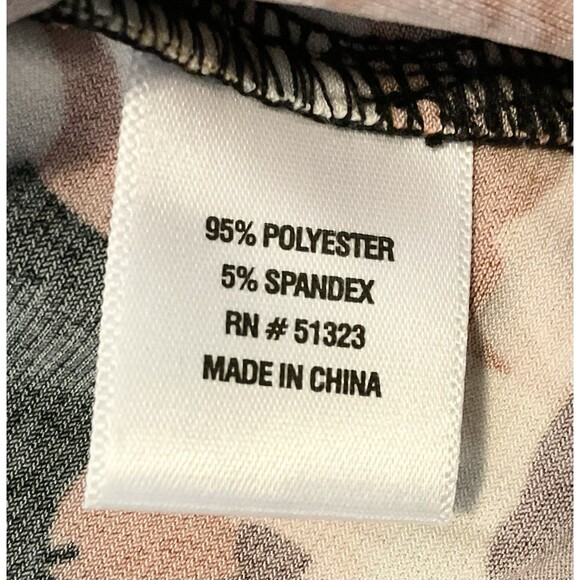 95% POLYESTER
5% SPANDEX
RN # 51323
MADE IN CHINA